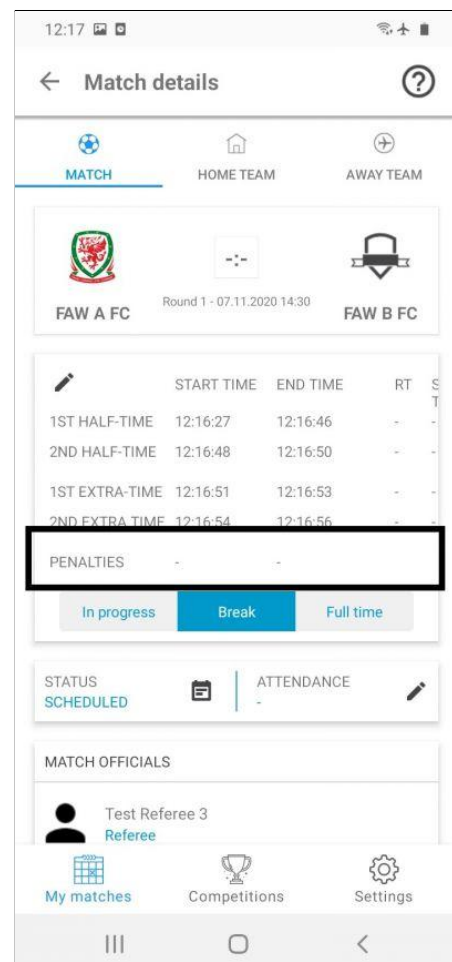 12:17
Match details
MATCH HOME TEAM AWAY TEAM
-:-
Round 1 - 07.11.2020 14:30
FAW A FC FAW B FC
START TIME END TIME RT S
T
1ST HALF-TIME 12:16:27 12:16:46 - -
2ND HALF-TIME 12:16:48 12:16:50 - -
1ST EXTRA-TIME 12:16:51 12:16:53 - -
2ND EXTRA TIME 12:16:54 12:16:56 - -
PENALTIES - -
In progress Break Full time
STATUS ATTENDANCE
SCHEDULED -
MATCH OFFICIALS
Test Referee 3
Referee
My matches Competitions Settings